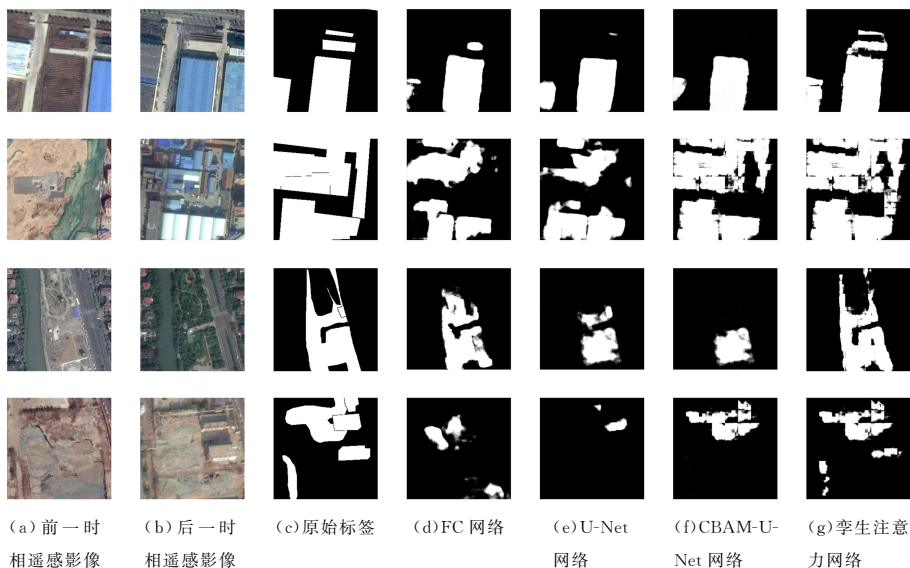 (a)前一时 (b)后一时 (c)原始标签 (d)FC 网络 (e)U-Net (f)CBAM-U- (g)孪生注意
相遥感影像 相遥感影像 网络 Net 网络 力网络